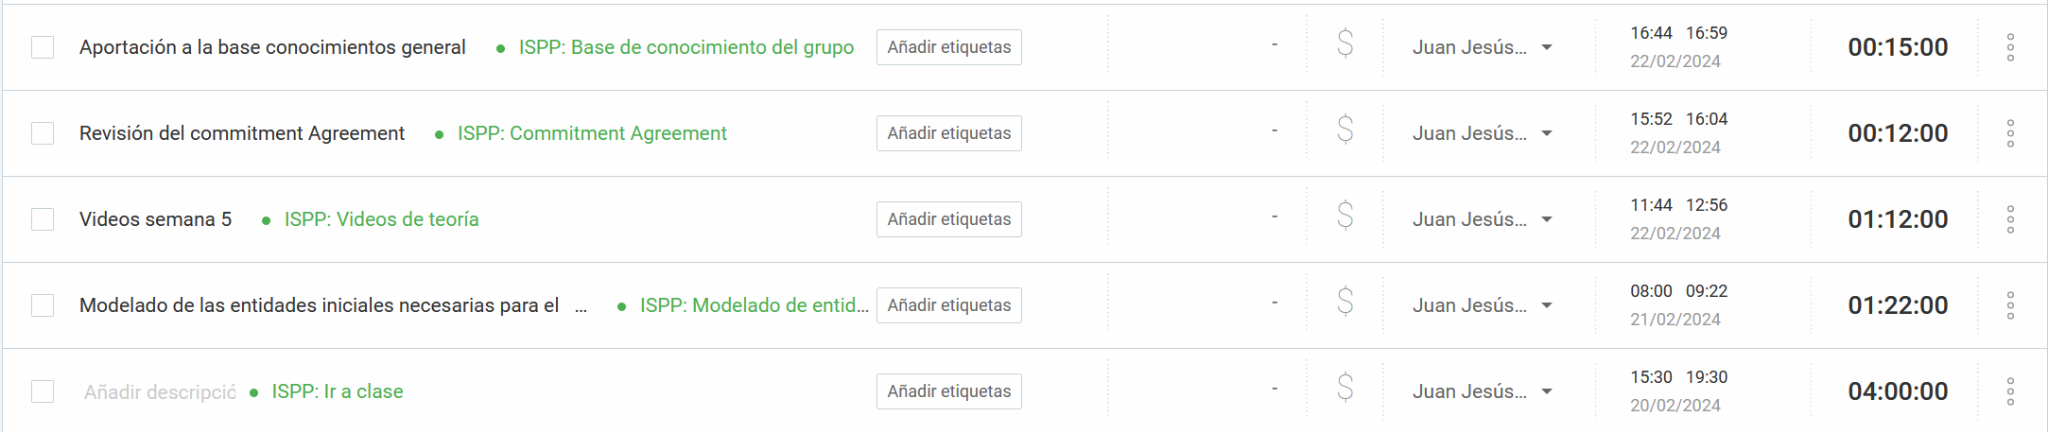 Aportación a la base conocimientos general • ISPP: Base de conocimiento del grupo Añadir etiquetas - $ Juan Jesús... 16:44 16:59 00:15:00
22/02/2024
Revisión del commitment Agreement • ISPP: Commitment Agreement Añadir etiquetas - $ Juan Jesús... 15:52 16:04 00:12:00
22/02/2024
Videos semana 5 • ISPP: Videos de teoría Añadir etiquetas - $ Juan Jesús... 11:44 12:56 01:12:00
22/02/2024
Modelado de las entidades iniciales necesarias para el ... • ISPP: Modelado de entid... Añadir etiquetas - $ Juan Jesús... 08:00 09:22 01:22:00
21/02/2024
Añadir descripció • ISPP: Ir a clase Añadir etiquetas - $ Juan Jesús... 15:30 19:30 04:00:00
20/02/2024